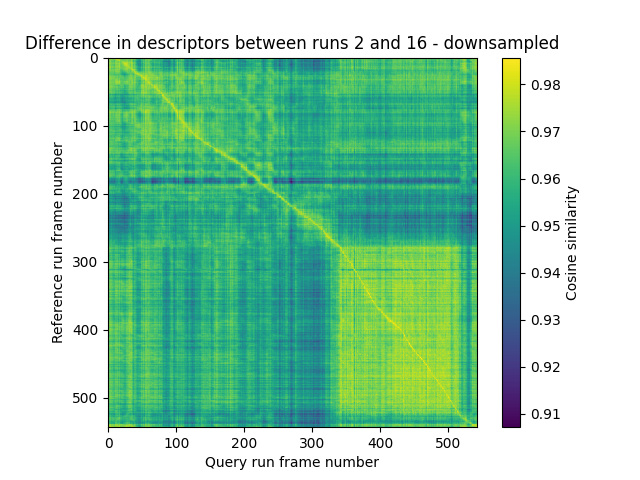 Difference in descriptors between runs 2 and 16 - downsampled
0
100
200
300
400
500
Reference run frame number
0 100 200 300 400 500
Query run frame number
0.98
0.97
0.96
0.95
0.94
0.93
0.92
0.91
Cosine similarity